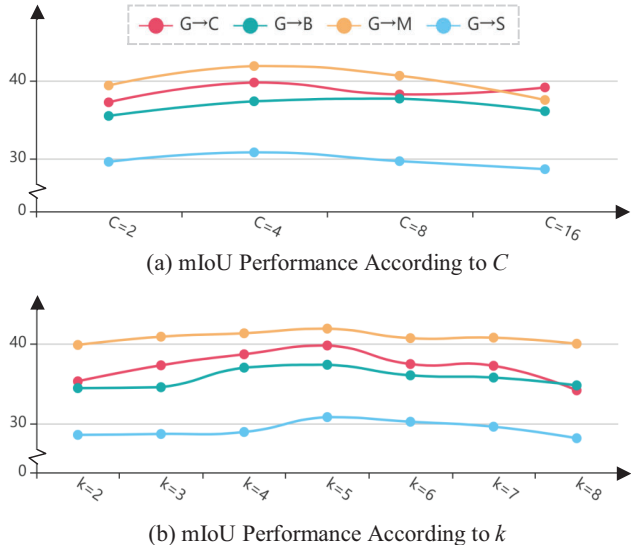 G→C G→B G→M G→S
40
30
0
C=2 C=4 C=8 C=16
(a) mIoU Performance According to C
40
30
0
k=2 k=3 k=4 k=5 k=6 k=7 k=8
(b) mIoU Performance According to k